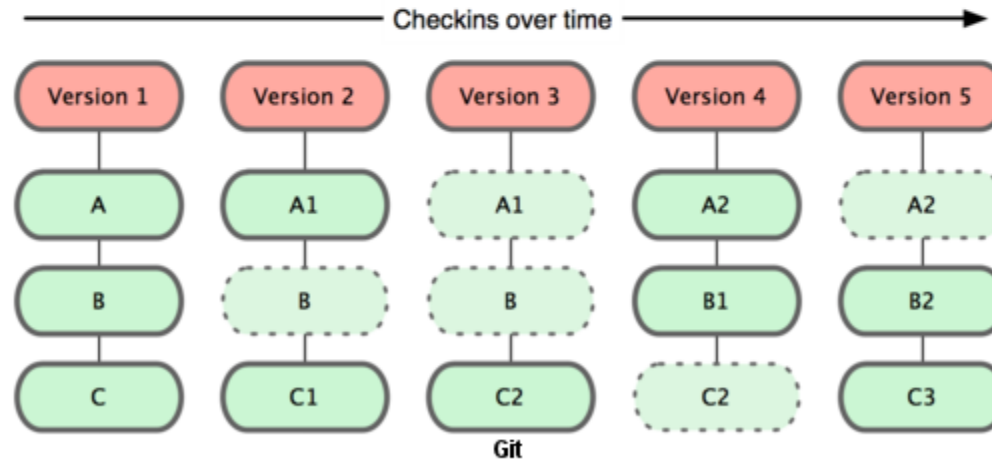 Checkins over time
Version 1 Version 2 Version 3 Version 4 Version 5
A A1 A1 A2 A2
B B B B1 B2
C C1 C2 C2 C3
Git